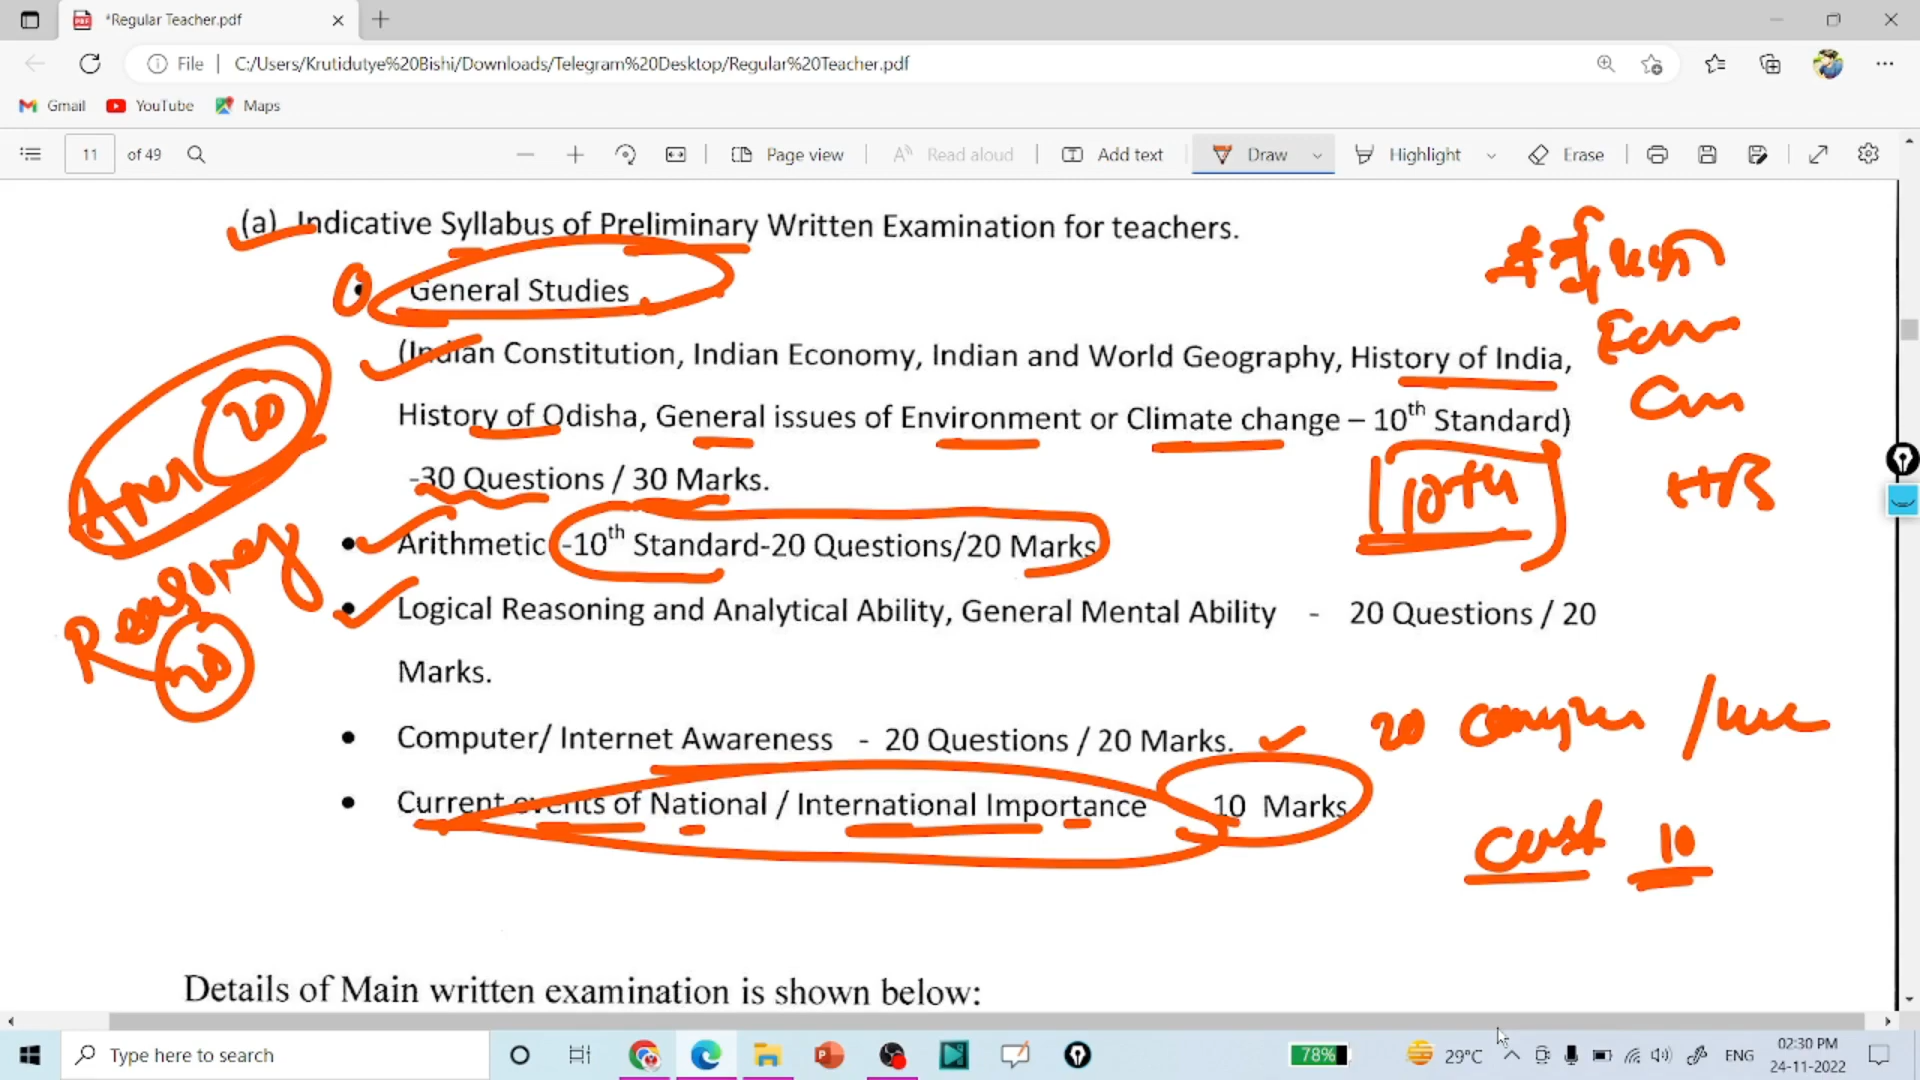 *Regular Teacher.pdf
File | C:/Users/Krutidutye%20Bishi/Downloads/Telegram%20Desktop/Regular%20Teacher.pdf
Gmail YouTube Maps
11 of 49 Page view Read aloud Add text Draw Highlight Erase
(a) Indicative Syllabus of Preliminary Written Examination for teachers.
• General Studies
(Indian Constitution, Indian Economy, Indian and World Geography, History of India,
History of Odisha, General issues of Environment or Climate change – 10th Standard)
-30 Questions / 30 Marks.
10th
20
• Arithmetic -10th Standard-20 Questions/20 Marks
Reasoning
• Logical Reasoning and Analytical Ability, General Mental Ability - 20 Questions / 20
Marks.
20
• Computer/ Internet Awareness - 20 Questions / 20 Marks.
20
• Current events of National / International Importance 10 Marks
10
Details of Main written examination is shown below:
Type here to search
78% 29°C ENG 02:30 PM
24-11-2022